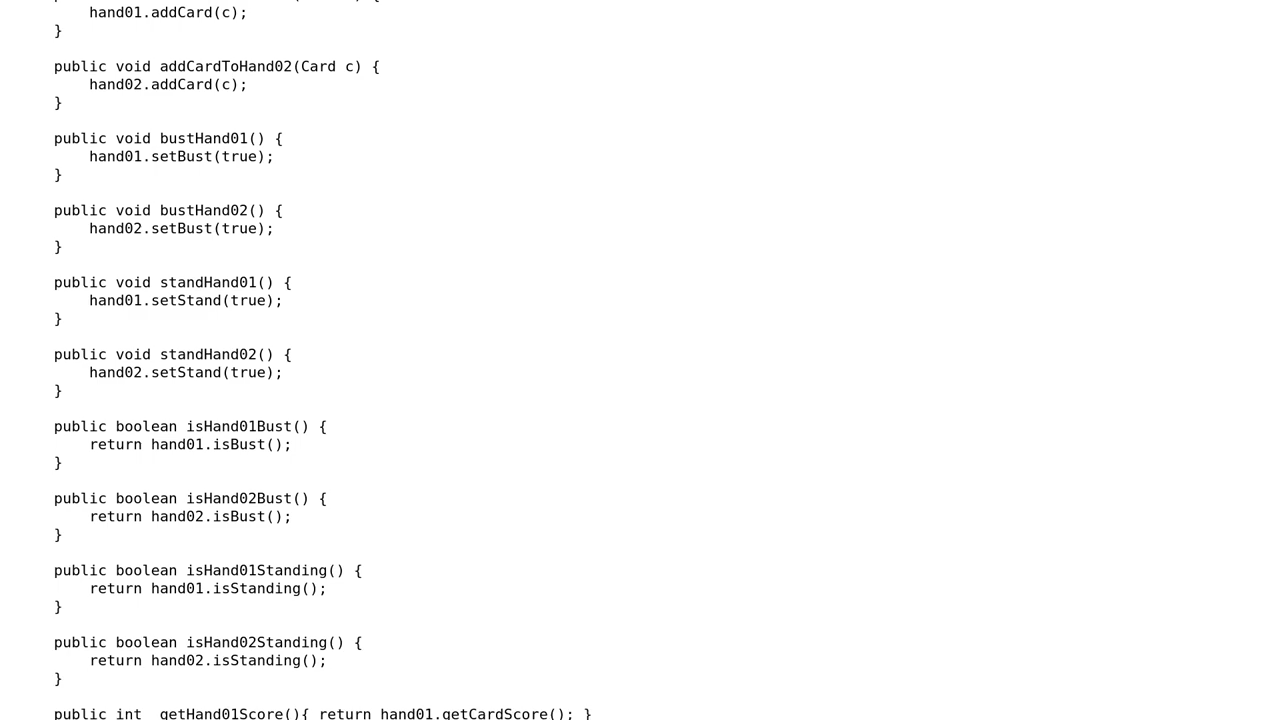 hand01.addCard(c);
}
public void addCardToHand02(Card c) {
hand02.addCard(c);
}
public void bustHand01() {
hand01.setBust(true);
}
public void bustHand02() {
hand02.setBust(true);
}
public void standHand01() {
hand01.setStand(true);
}
public void standHand02() {
hand02.setStand(true);
}
public boolean isHand01Bust() {
return hand01.isBust();
}
public boolean isHand02Bust() {
return hand02.isBust();
}
public boolean isHand01Standing() {
return hand01.isStanding();
}
public boolean isHand02Standing() {
return hand02.isStanding();
}
public int  getHand01Score(){ return hand01.getCardScore(); }